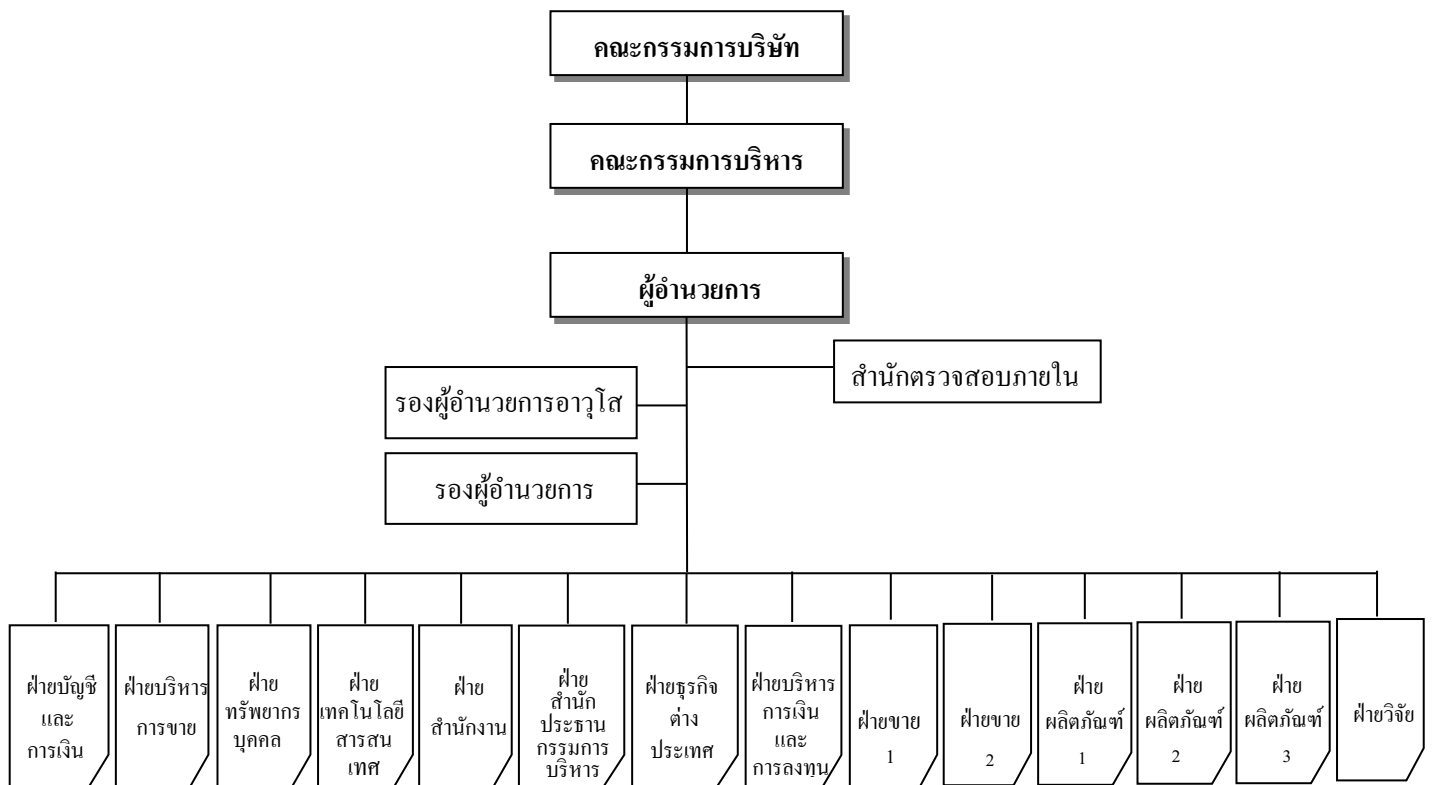 คณะกรรมการบริษัท
คณะกรรมการบริหาร
ผู้อำนวยการ
สำนักตรวจสอบภายใน
รองผู้อำนวยการอาวุโส
รองผู้อำนวยการ
ฝ่ายบัญชี
และ
การเงิน
ฝ่ายบริหาร
การขาย
ฝ่าย
ทรัพยากร
บุคคล
ฝ่าย
เทคโนโลยี
สารสน
เทศ
ฝ่าย
สำนักงาน
ฝ่าย
สำนัก
ประธาน
กรรมการ
บริหาร
ฝ่ายธุรกิจ
ต่าง
ประเทศ
ฝ่ายบริหาร
การเงิน
และ
การลงทุน
ฝ่ายขาย
1
ฝ่ายขาย
2
ฝ่าย
ผลิตภัณฑ์
1
ฝ่าย
ผลิตภัณฑ์
2
ฝ่าย
ผลิตภัณฑ์
3
ฝ่ายวิจัย